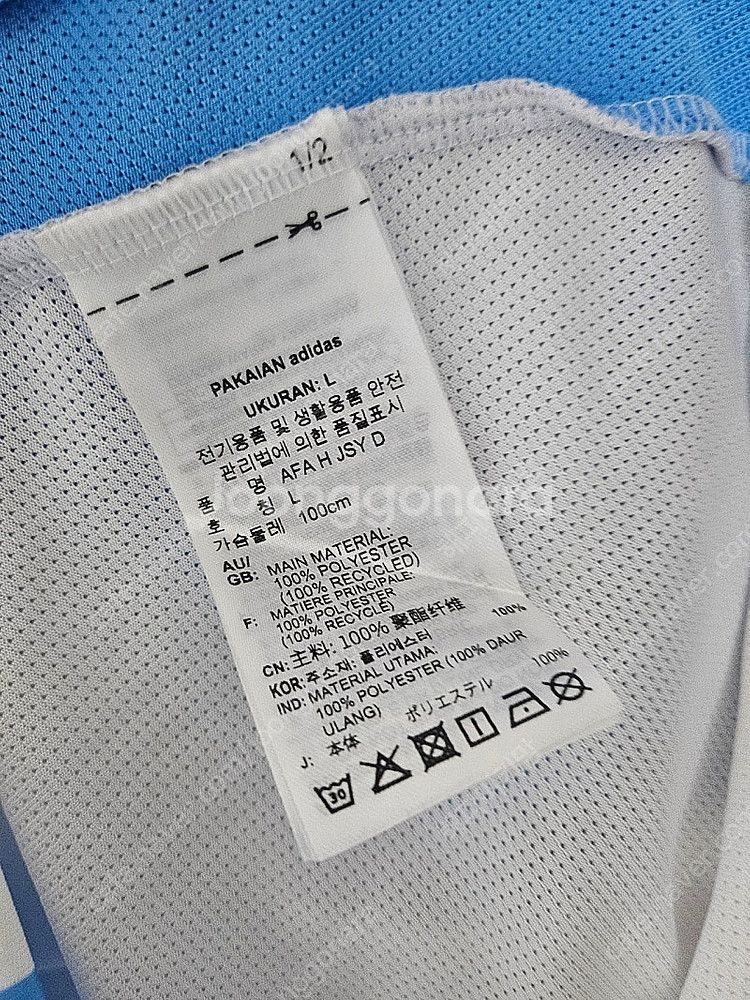 1/2
PAKAIAN adidas
UKURAN: L
전기용품 및 생활용품 안전
관리법에 의한 품질표시
품 명 AFA H JSY D
호 칭 L
가슴둘레 100cm
AU/ GB: MAIN MATERIAL:
100% POLYESTER
(100% RECYCLED)
F: MATIERE PRINCIPALE:
100% POLYESTER
(100% RECYCLE)
CN: 主料: 100% 聚酯纤维
KOR: 주소재: 폴리에스터 100%
IND: MATERIAL UTAMA:
100% POLYESTER (100% DAUR
ULANG)
J: 本体 ポリエステル 100%
30
joonggonara